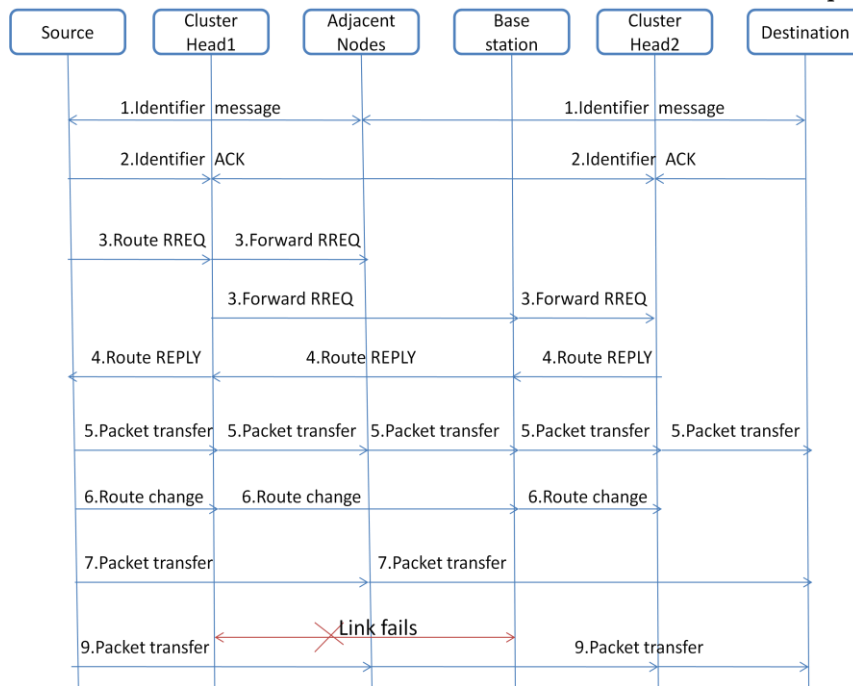 Source
Cluster
Head1
Adjacent
Nodes
Base
station
Cluster
Head2
Destination
1.Identifier message
1.Identifier message
2.Identifier ACK
2.Identifier ACK
3.Route RREQ
3.Forward RREQ
3.Forward RREQ
3.Forward RREQ
4.Route REPLY
4.Route REPLY
4.Route REPLY
5.Packet transfer
5.Packet transfer
5.Packet transfer
5.Packet transfer
5.Packet transfer
6.Route change
6.Route change
6.Route change
7.Packet transfer
7.Packet transfer
Link fails
9.Packet transfer
9.Packet transfer